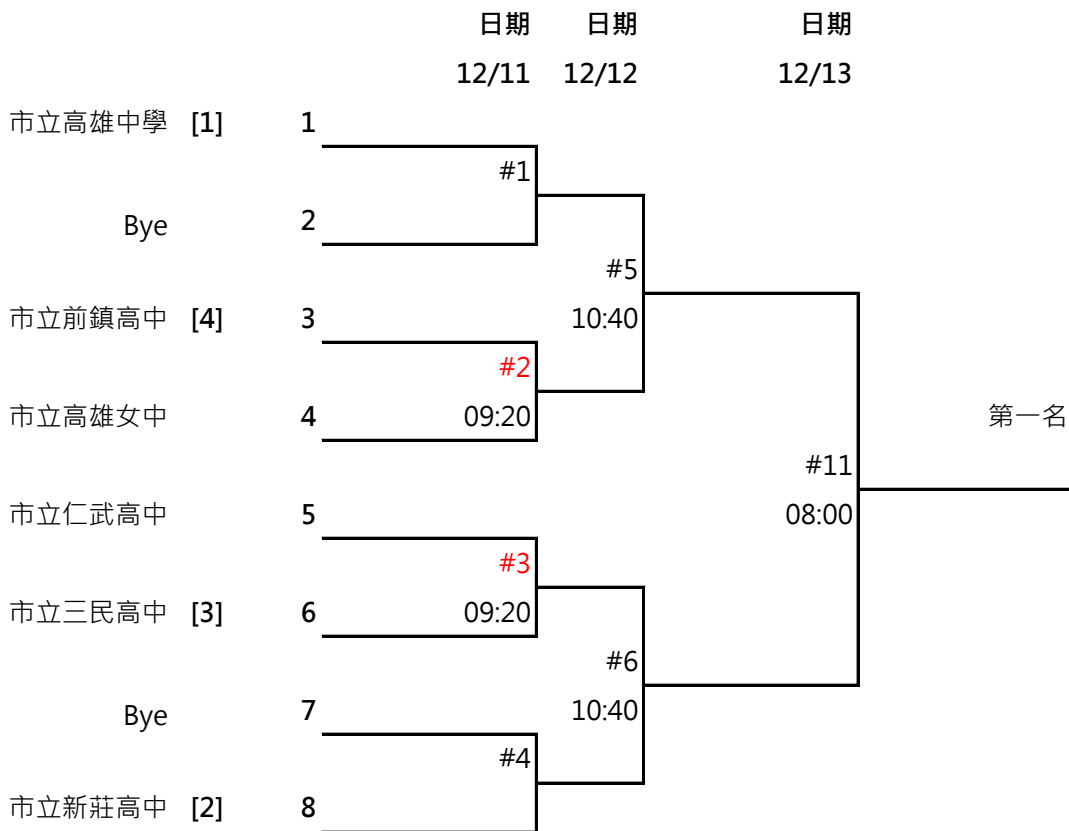 日期 日期 日期
12/11 12/12 12/13
市立高雄中學 [1] 1
#1
Bye 2
#5
市立前鎮高中 [4] 3 10:40
#2
市立高雄女中 4 09:20 第一名
#11
市立仁武高中 5 08:00
#3
市立三民高中 [3] 6 09:20
#6
Bye 7 10:40
#4
市立新莊高中 [2] 8